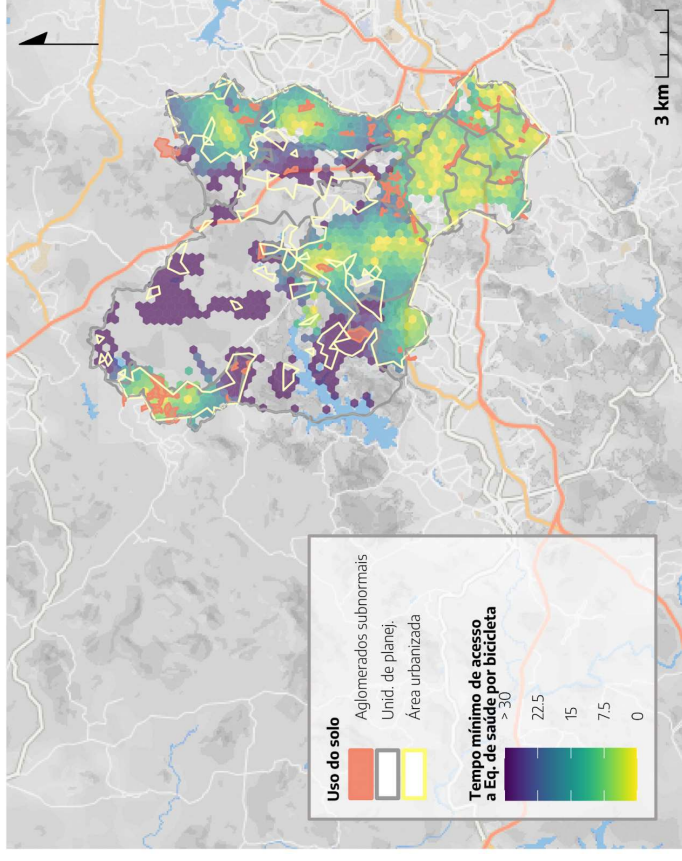 3 km
Uso do solo
Aglomerados subnormais
Unid. de planej.
Área urbanizada
Tempo mínimo de acesso
a Eq. de saúde por bicicleta
> 30
22.5
15
7.5
0